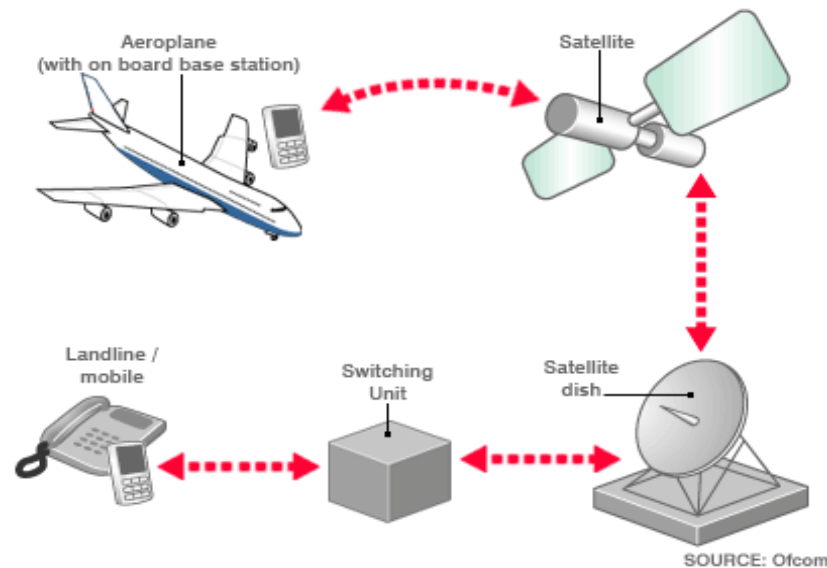 Aeroplane
(with on board base station)
Satellite
Landline /
mobile
Switching
Unit
Satellite
dish
SOURCE: Ofcom